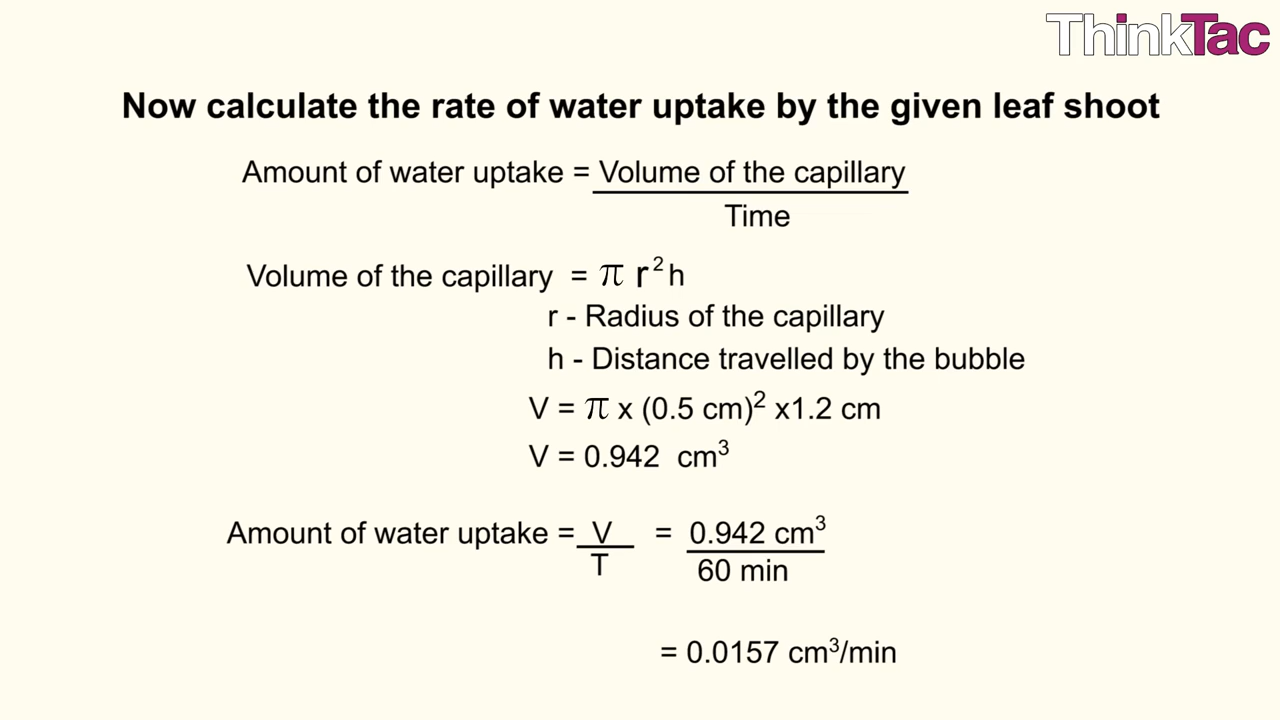 ThinkTac
Now calculate the rate of water uptake by the given leaf shoot
Amount of water uptake = Volume of the capillary
Time
Volume of the capillary = π r² h
r - Radius of the capillary
h - Distance travelled by the bubble
V = π x (0.5 cm)² x1.2 cm
V = 0.942 cm³
Amount of water uptake = V = 0.942 cm³
T 60 min
= 0.0157 cm³/min